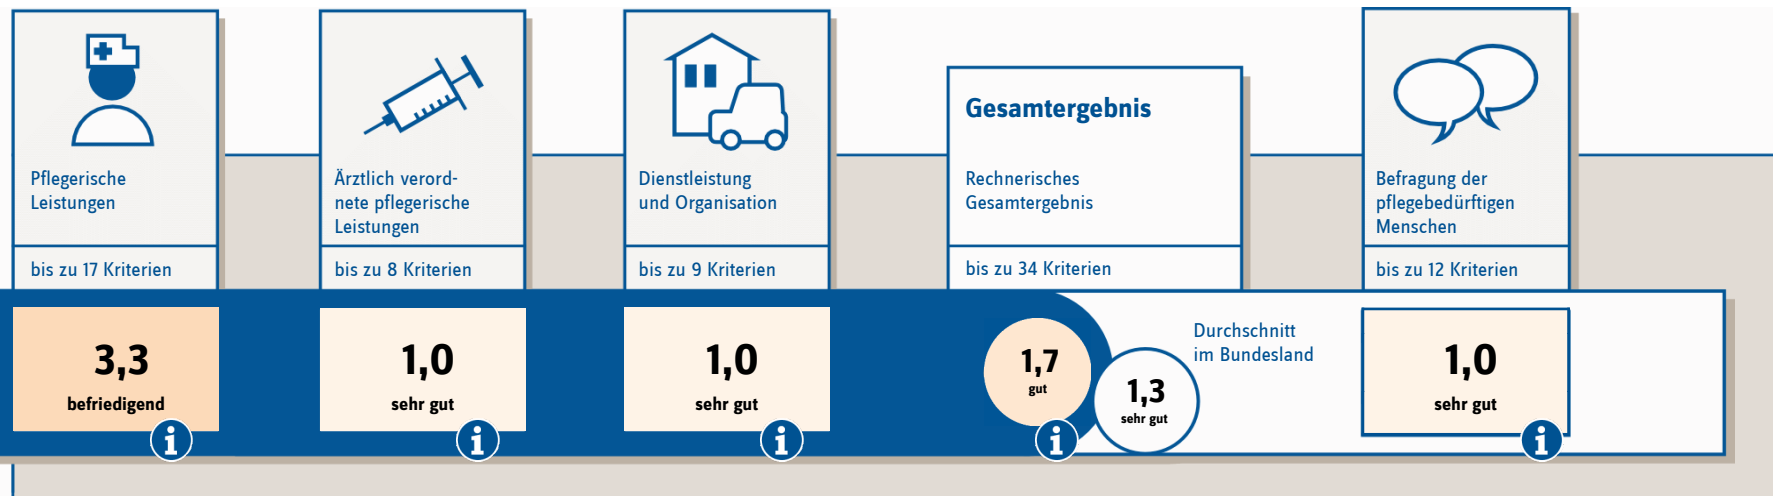 Pflegerische
Leistungen
bis zu 17 Kriterien
3,3
befriedigend
i
Ärztlich verord-
nete pflegerische
Leistungen
bis zu 8 Kriterien
1,0
sehr gut
i
Dienstleistung
und Organisation
bis zu 9 Kriterien
1,0
sehr gut
i
Gesamtergebnis
Rechnerisches
Gesamtergebnis
bis zu 34 Kriterien
1,7
gut
i
1,3
sehr gut
Durchschnitt
im Bundesland
Befragung der
pflegebedürftigen
Menschen
bis zu 12 Kriterien
1,0
sehr gut
i